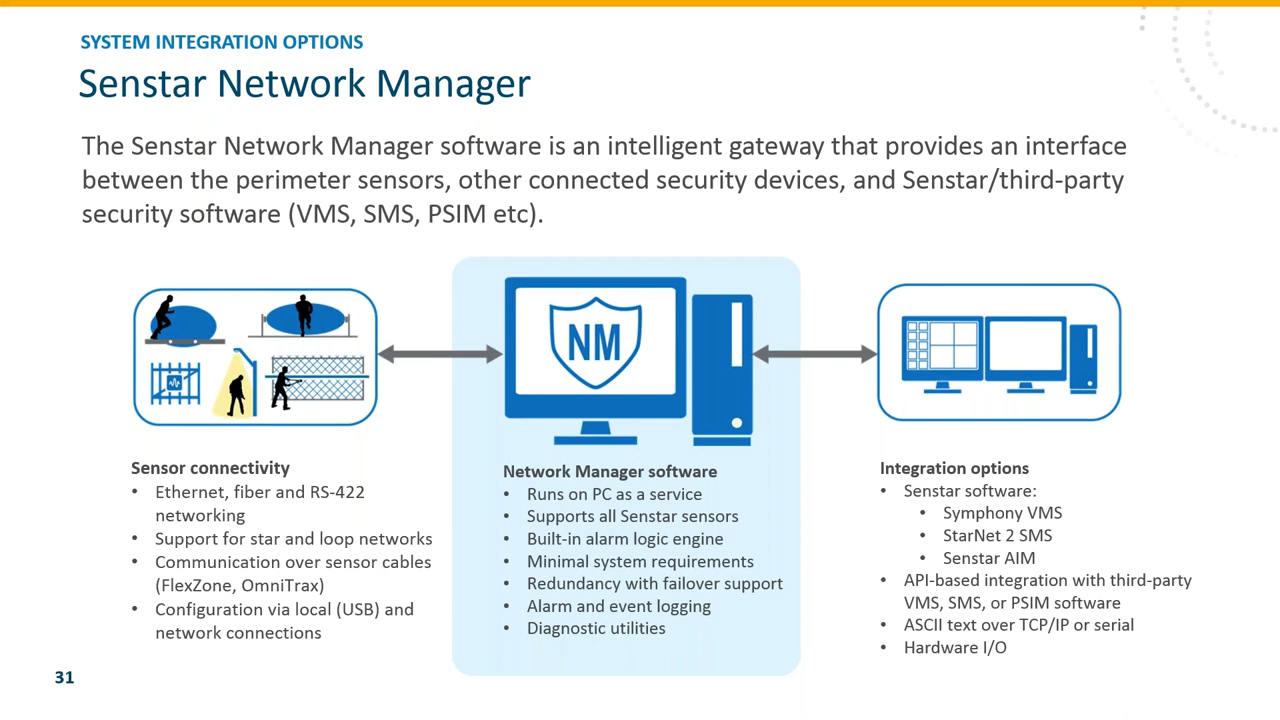 SYSTEM INTEGRATION OPTIONS
Senstar Network Manager
The Senstar Network Manager software is an intelligent gateway that provides an interface
between the perimeter sensors, other connected security devices, and Senstar/third-party
security software (VMS, SMS, PSIM etc).
NM
Sensor connectivity
• Ethernet, fiber and RS-422
networking
• Support for star and loop networks
• Communication over sensor cables
(FlexZone, OmniTrax)
• Configuration via local (USB) and
network connections
Network Manager software
• Runs on PC as a service
• Supports all Senstar sensors
• Built-in alarm logic engine
• Minimal system requirements
• Redundancy with failover support
• Alarm and event logging
• Diagnostic utilities
Integration options
• Senstar software:
• Symphony VMS
• StarNet 2 SMS
• Senstar AIM
• API-based integration with third-party
VMS, SMS, or PSIM software
• ASCII text over TCP/IP or serial
• Hardware I/O
31